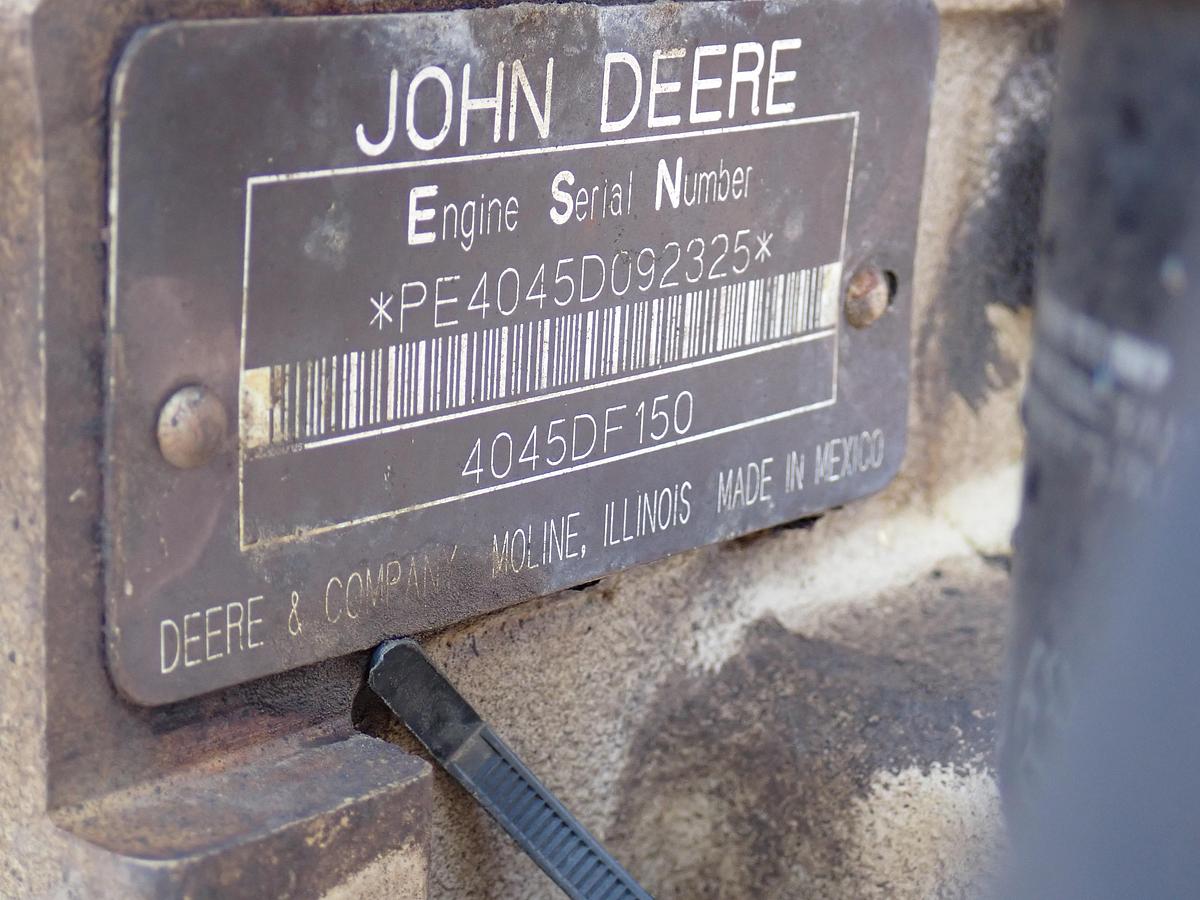 JOHN DEERE
Engine Serial Number
*PE4045D092325*
4045DF150
DEERE & COMPANY MOLINE, ILLINOIS MADE IN MEXICO